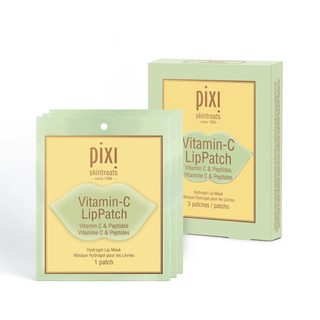 pixi
skintreats
– since 1999 –
Vitamin-C
LipPatch
Vitamin C & Peptides
Vitamine C & Peptides
Hydrogel Lip Mask
Masque Hydrogel pour les Lèvres
1 patch
pixi
skintreats
– since 1999 –
Vitamin-C
LipPatch
Vitamin C & Peptides
Vitamine C & Peptides
Hydrogel Lip Mask
Masque Hydrogel pour les Lèvres
3 patches / patchs